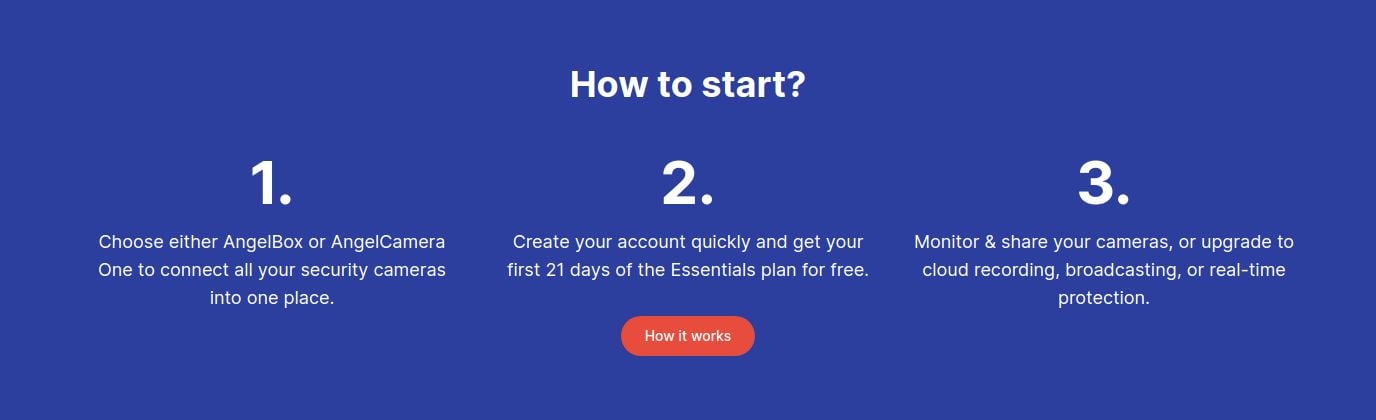 How to start?
1.
Choose either AngelBox or AngelCamera
One to connect all your security cameras
into one place.
2.
Create your account quickly and get your
first 21 days of the Essentials plan for free.
How it works
3.
Monitor & share your cameras, or upgrade to
cloud recording, broadcasting, or real-time
protection.